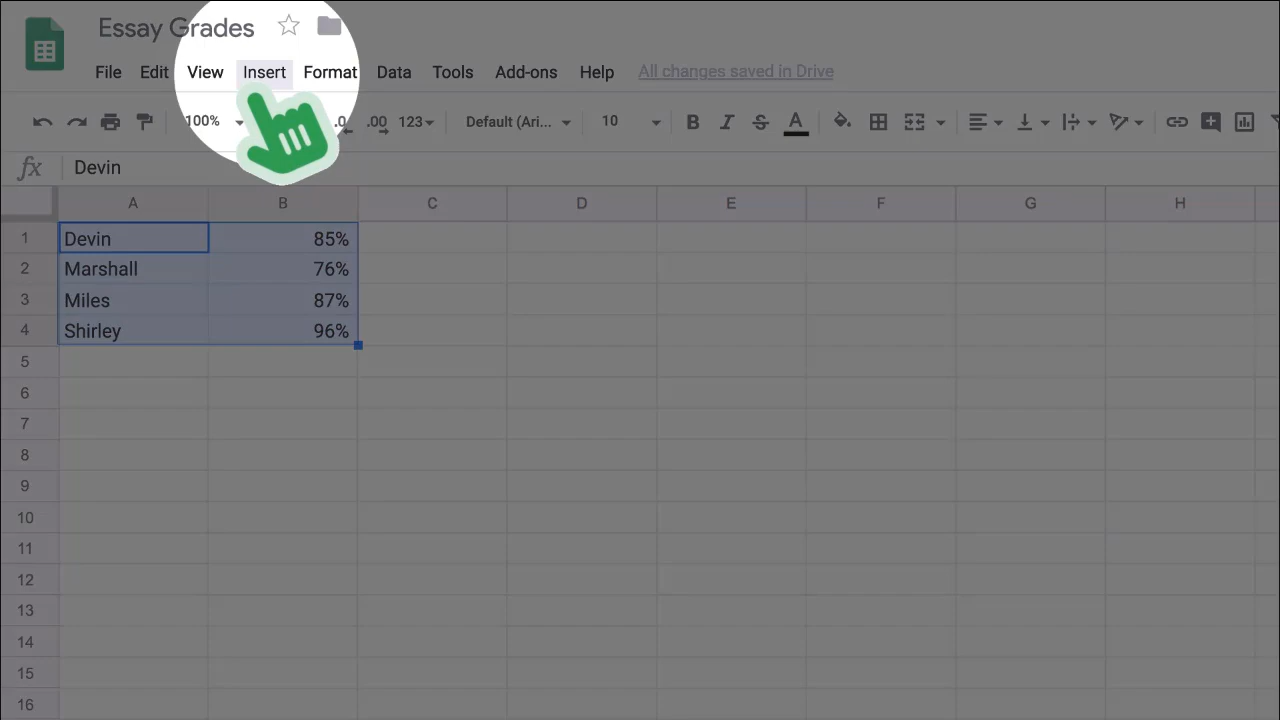 Essay Grades
File Edit View Insert Format Data Tools Add-ons Help All changes saved in Drive
100% .0 .00 123 Default (Ari... 10 B I S A
fx Devin
A B C D E F G H
1 Devin 85%
2 Marshall 76%
3 Miles 87%
4 Shirley 96%
5
6
7
8
9
10
11
12
13
14
15
16